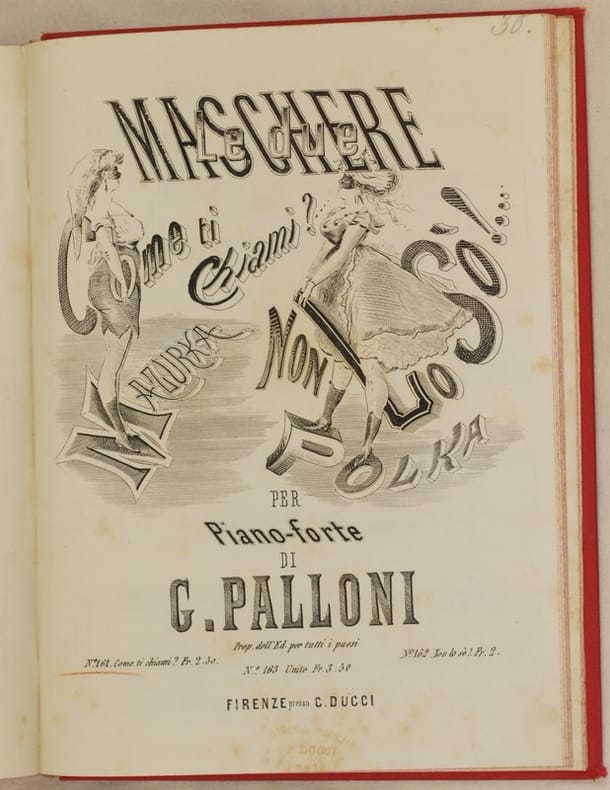 30.
Le due
MASCHERE
Come ti
Chiami?..
MAZURKA
NON LO SÒ!...
POLKA
PER
Piano-forte
DI
G. PALLONI
Prop. dell'Ed. per tutti i paesi
N.º 161. Come ti chiami? Fr. 2.50.
N.º 162 Non lo sò! Fr. 2.
N.º 163 Unite Fr. 3.50
FIRENZE presso C. DUCCI